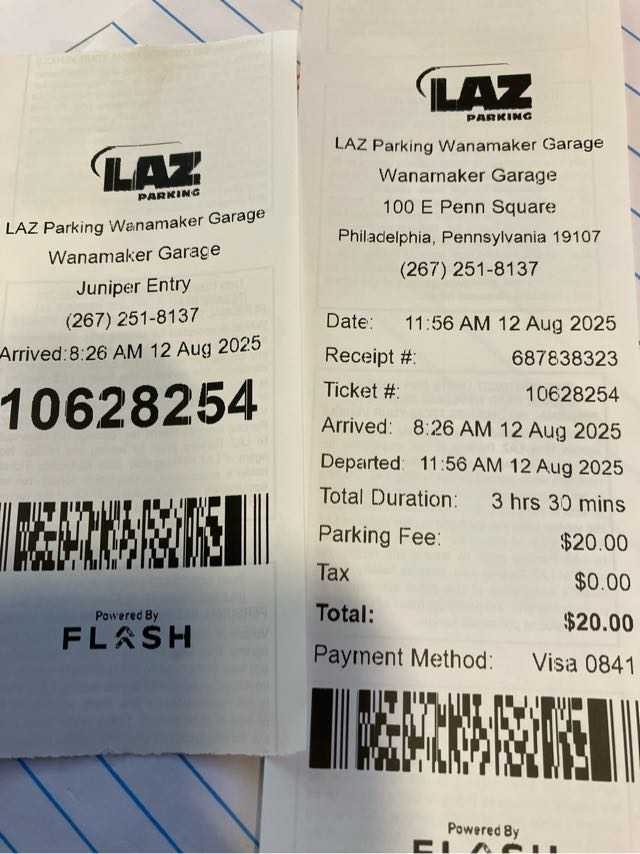 LAZ
PARKING
LAZ Parking Wanamaker Garage
Wanamaker Garage
Juniper Entry
(267) 251-8137
Arrived:8:26 AM 12 Aug 2025
10628254
Powered By
FLASH
LAZ
PARKING
LAZ Parking Wanamaker Garage
Wanamaker Garage
100 E Penn Square
Philadelphia, Pennsylvania 19107
(267) 251-8137
Date: 11:56 AM 12 Aug 2025
Receipt #: 687838323
Ticket #: 10628254
Arrived: 8:26 AM 12 Aug 2025
Departed: 11:56 AM 12 Aug 2025
Total Duration: 3 hrs 30 mins
Parking Fee: $20.00
Tax $0.00
Total: $20.00
Payment Method: Visa 0841
Powered By
FLASH